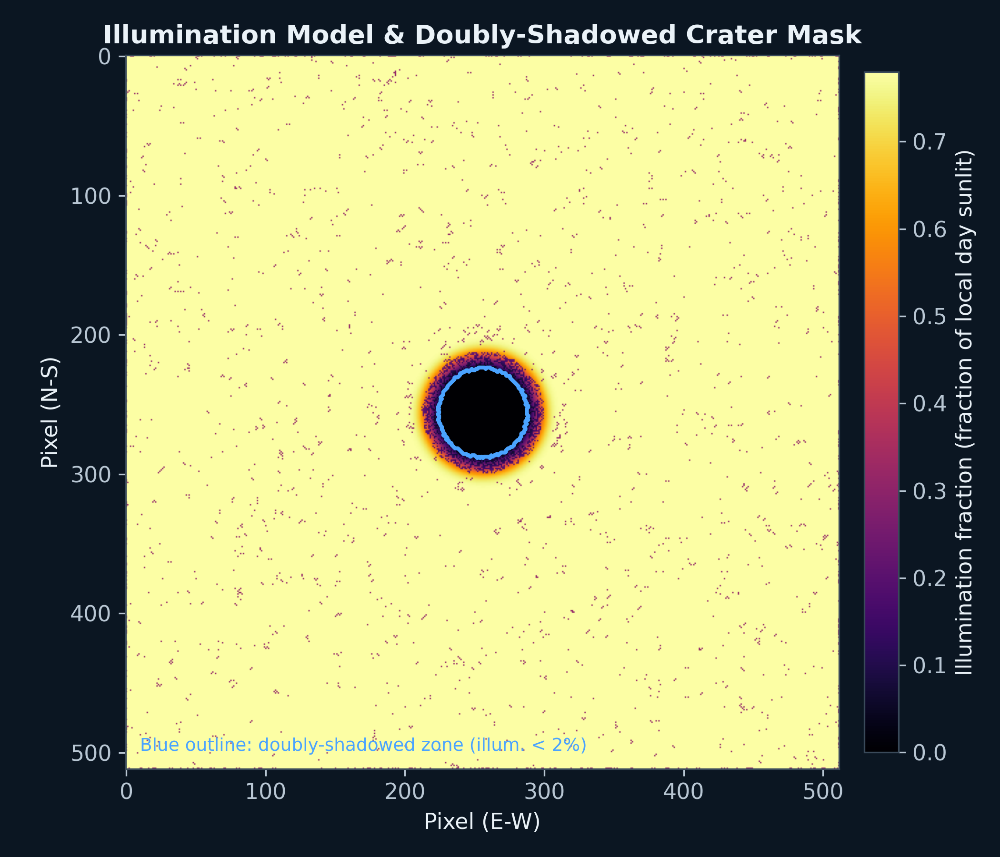 Illumination Model & Doubly-Shadowed Crater Mask
0
100
200
300
400
500
Pixel (N-S)
Blue outline: doubly-shadowed zone (illum. < 2%)
0 100 200 300 400 500
Pixel (E-W)
0.7
0.6
0.5
0.4
0.3
0.2
0.1
0.0
Illumination fraction (fraction of local day sunlit)